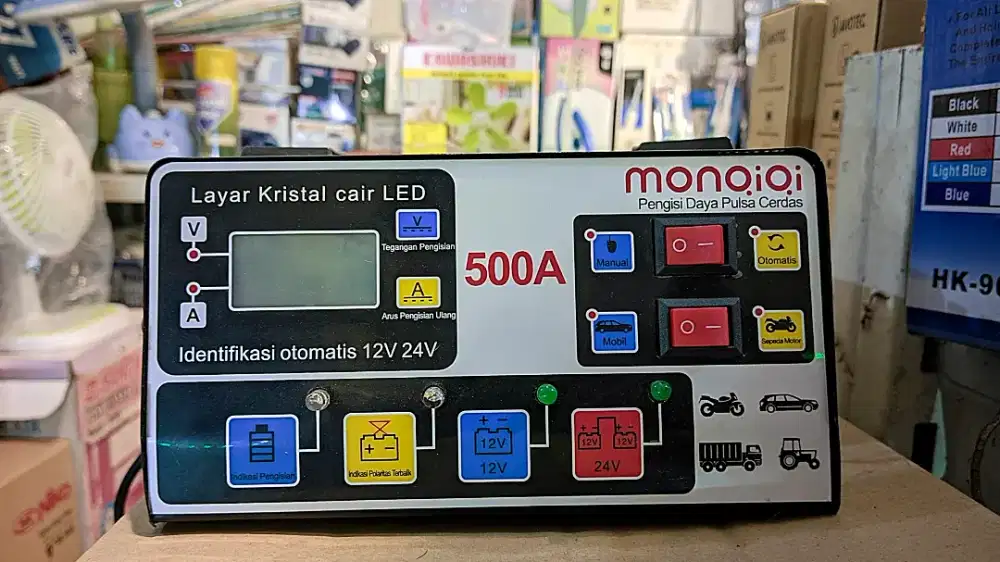 Layar Kristal cair LED
V
A
V
Tegangan Pengisian
A
Arus Pengisian Ulang
Identifikasi otomatis 12V 24V
500A
monqiqi
Pengisi Daya Pulsa Cerdas
Manual
Otomatis
Mobil
Sepeda Motor
Indikasi Pengisian
Indikasi Polaritas Terbalik
12V
12V
12V 12V
24V
Black
White
Red
Light Blue
Blue
HK-90